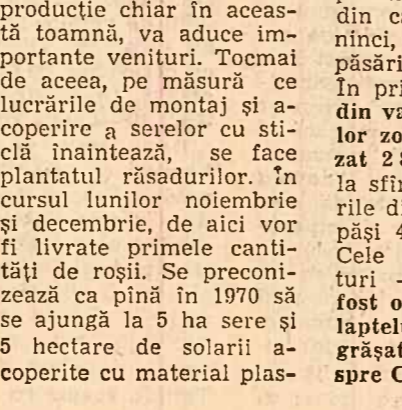 producție chiar în aceas-
tă toamnă, va aduce im-
portante venituri. Tocmai
de aceea, pe măsură ce
lucrările de montaj și a-
coperire a serelor cu sti-
clă înaintează, se face
plantatul răsadurilor. În
cursul lunilor noiembrie
și decembrie, de aici vor
fi livrate primele canti-
tăți de roșii. Se preconi-
zează ca pînă în 1970 să
se ajungă la 5 ha sere și
5 hectare de solarii a-
coperite cu material plas-
din c
ninci,
păsări
În pri
din va
lor zo
zat 2
la sfîr
rile di
păși 4
Cele
turi -
fost o
laptel
grășat
spre C